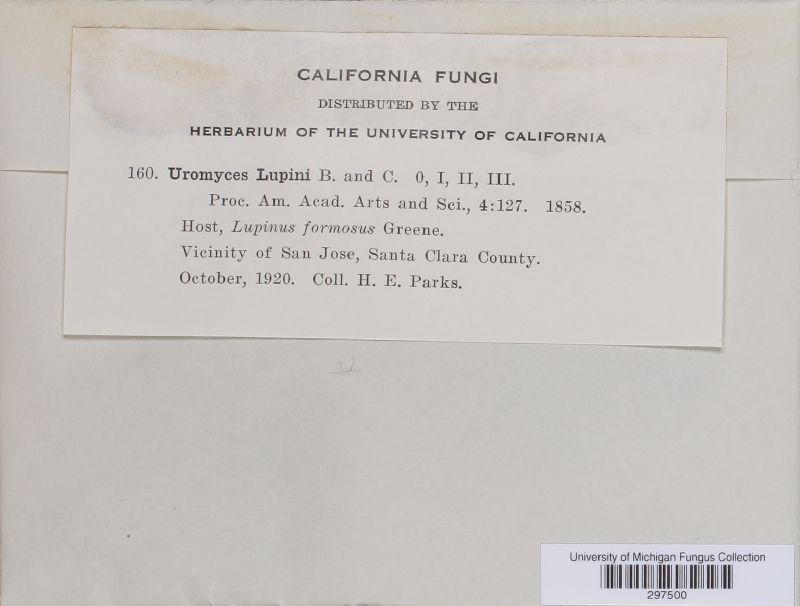 CALIFORNIA FUNGI
DISTRIBUTED BY THE
HERBARIUM OF THE UNIVERSITY OF CALIFORNIA
160. Uromyces Lupini B. and C. 0, I, II, III.
Proc. Am. Acad. Arts and Sci., 4:127. 1858.
Host, Lupinus formosus Greene.
Vicinity of San Jose, Santa Clara County.
October, 1920. Coll. H. E. Parks.
University of Michigan Fungus Collection
297500